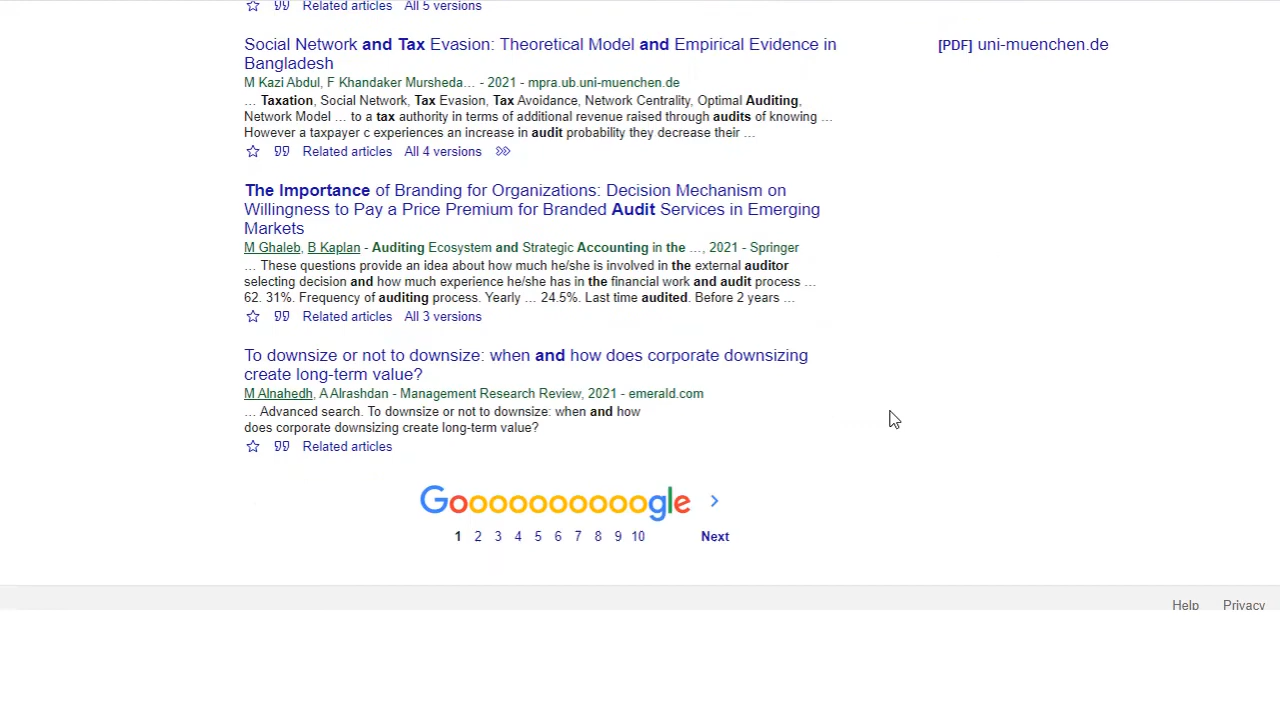 Related articles All 5 versions
Social Network and Tax Evasion: Theoretical Model and Empirical Evidence in
Bangladesh
[PDF] uni-muenchen.de
M Kazi Abdul, F Khandaker Mursheda… - 2021 - mpra.ub.uni-muenchen.de
… Taxation, Social Network, Tax Evasion, Tax Avoidance, Network Centrality, Optimal Auditing,
Network Model … to a tax authority in terms of additional revenue raised through audits of knowing …
However a taxpayer c experiences an increase in audit probability they decrease their …
Related articles All 4 versions
The Importance of Branding for Organizations: Decision Mechanism on
Willingness to Pay a Price Premium for Branded Audit Services in Emerging
Markets
M Ghaleb, B Kaplan - Auditing Ecosystem and Strategic Accounting in the …, 2021 - Springer
… These questions provide an idea about how much he/she is involved in the external auditor
selecting decision and how much experience he/she has in the financial work and audit process …
62. 31%. Frequency of auditing process. Yearly … 24.5%. Last time audited. Before 2 years …
Related articles All 3 versions
To downsize or not to downsize: when and how does corporate downsizing
create long-term value?
M Alnahedh, A Alrashdan - Management Research Review, 2021 - emerald.com
… Advanced search. To downsize or not to downsize: when and how
does corporate downsizing create long-term value?
Related articles
Goooooooooogle
1 2 3 4 5 6 7 8 9 10 Next
Help Privacy